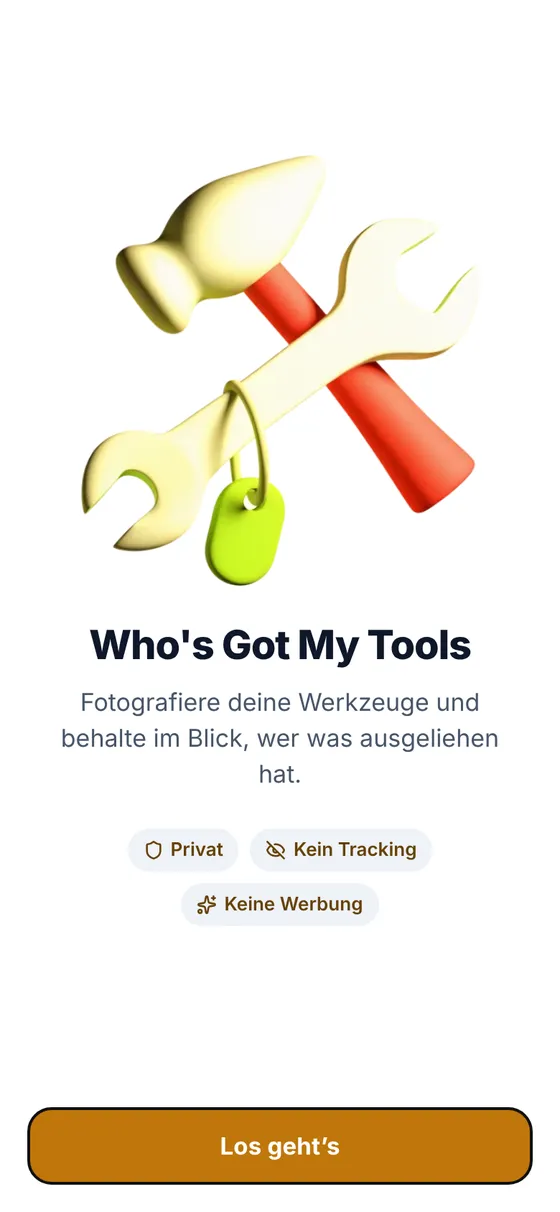 Who's Got My Tools
Fotografiere deine Werkzeuge und
behalte im Blick, wer was ausgeliehen
hat.
Privat
Kein Tracking
Keine Werbung
Los geht’s